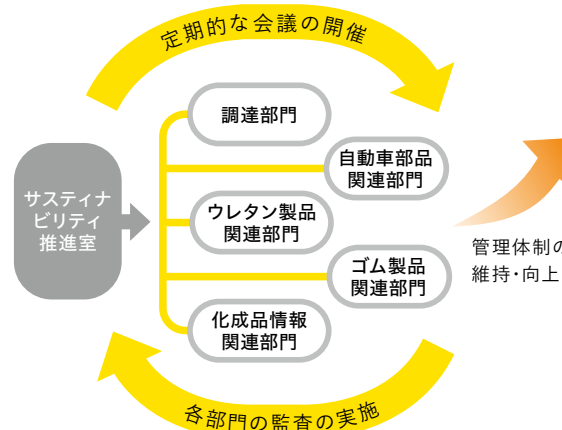 定期的な会議の開催
調達部門
自動車部品
関連部門
サスティナ
ビリティ
推進室
ウレタン製品
関連部門
ゴム製品
関連部門
管理体制の
維持・向上
化成品情報
関連部門
各部門の監査の実施